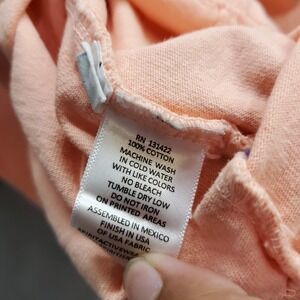 RN 131422
100% COTTON
MACHINE WASH
IN COLD WATER
WITH LIKE COLORS
NO BLEACH
TUMBLE DRY LOW
DO NOT IRON
ON PRINTED AREAS
ASSEMBLED IN MEXICO
FINISH IN USA
OF USA FABRIC